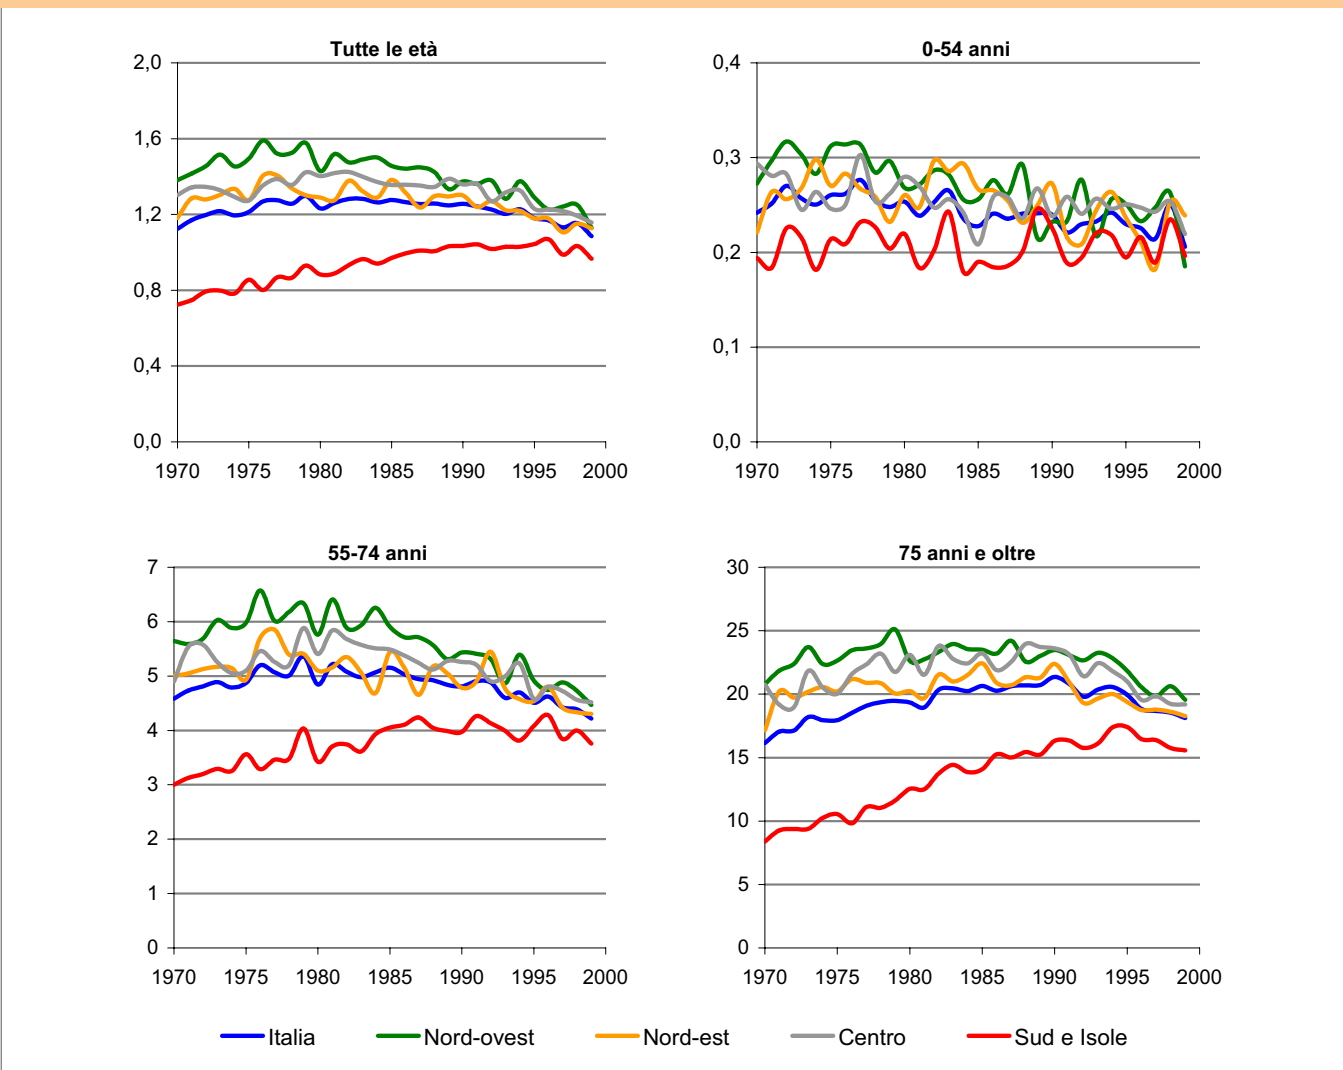 Tutte le età
2,0
1,6
1,2
0,8
0,4
0,0
1970 1975 1980 1985 1990 1995 2000
0-54 anni
0,4
0,3
0,2
0,1
0,0
1970 1975 1980 1985 1990 1995 2000
55-74 anni
7
6
5
4
3
2
1
0
1970 1975 1980 1985 1990 1995 2000
75 anni e oltre
30
25
20
15
10
5
0
1970 1975 1980 1985 1990 1995 2000
Italia Nord-ovest Nord-est Centro Sud e Isole